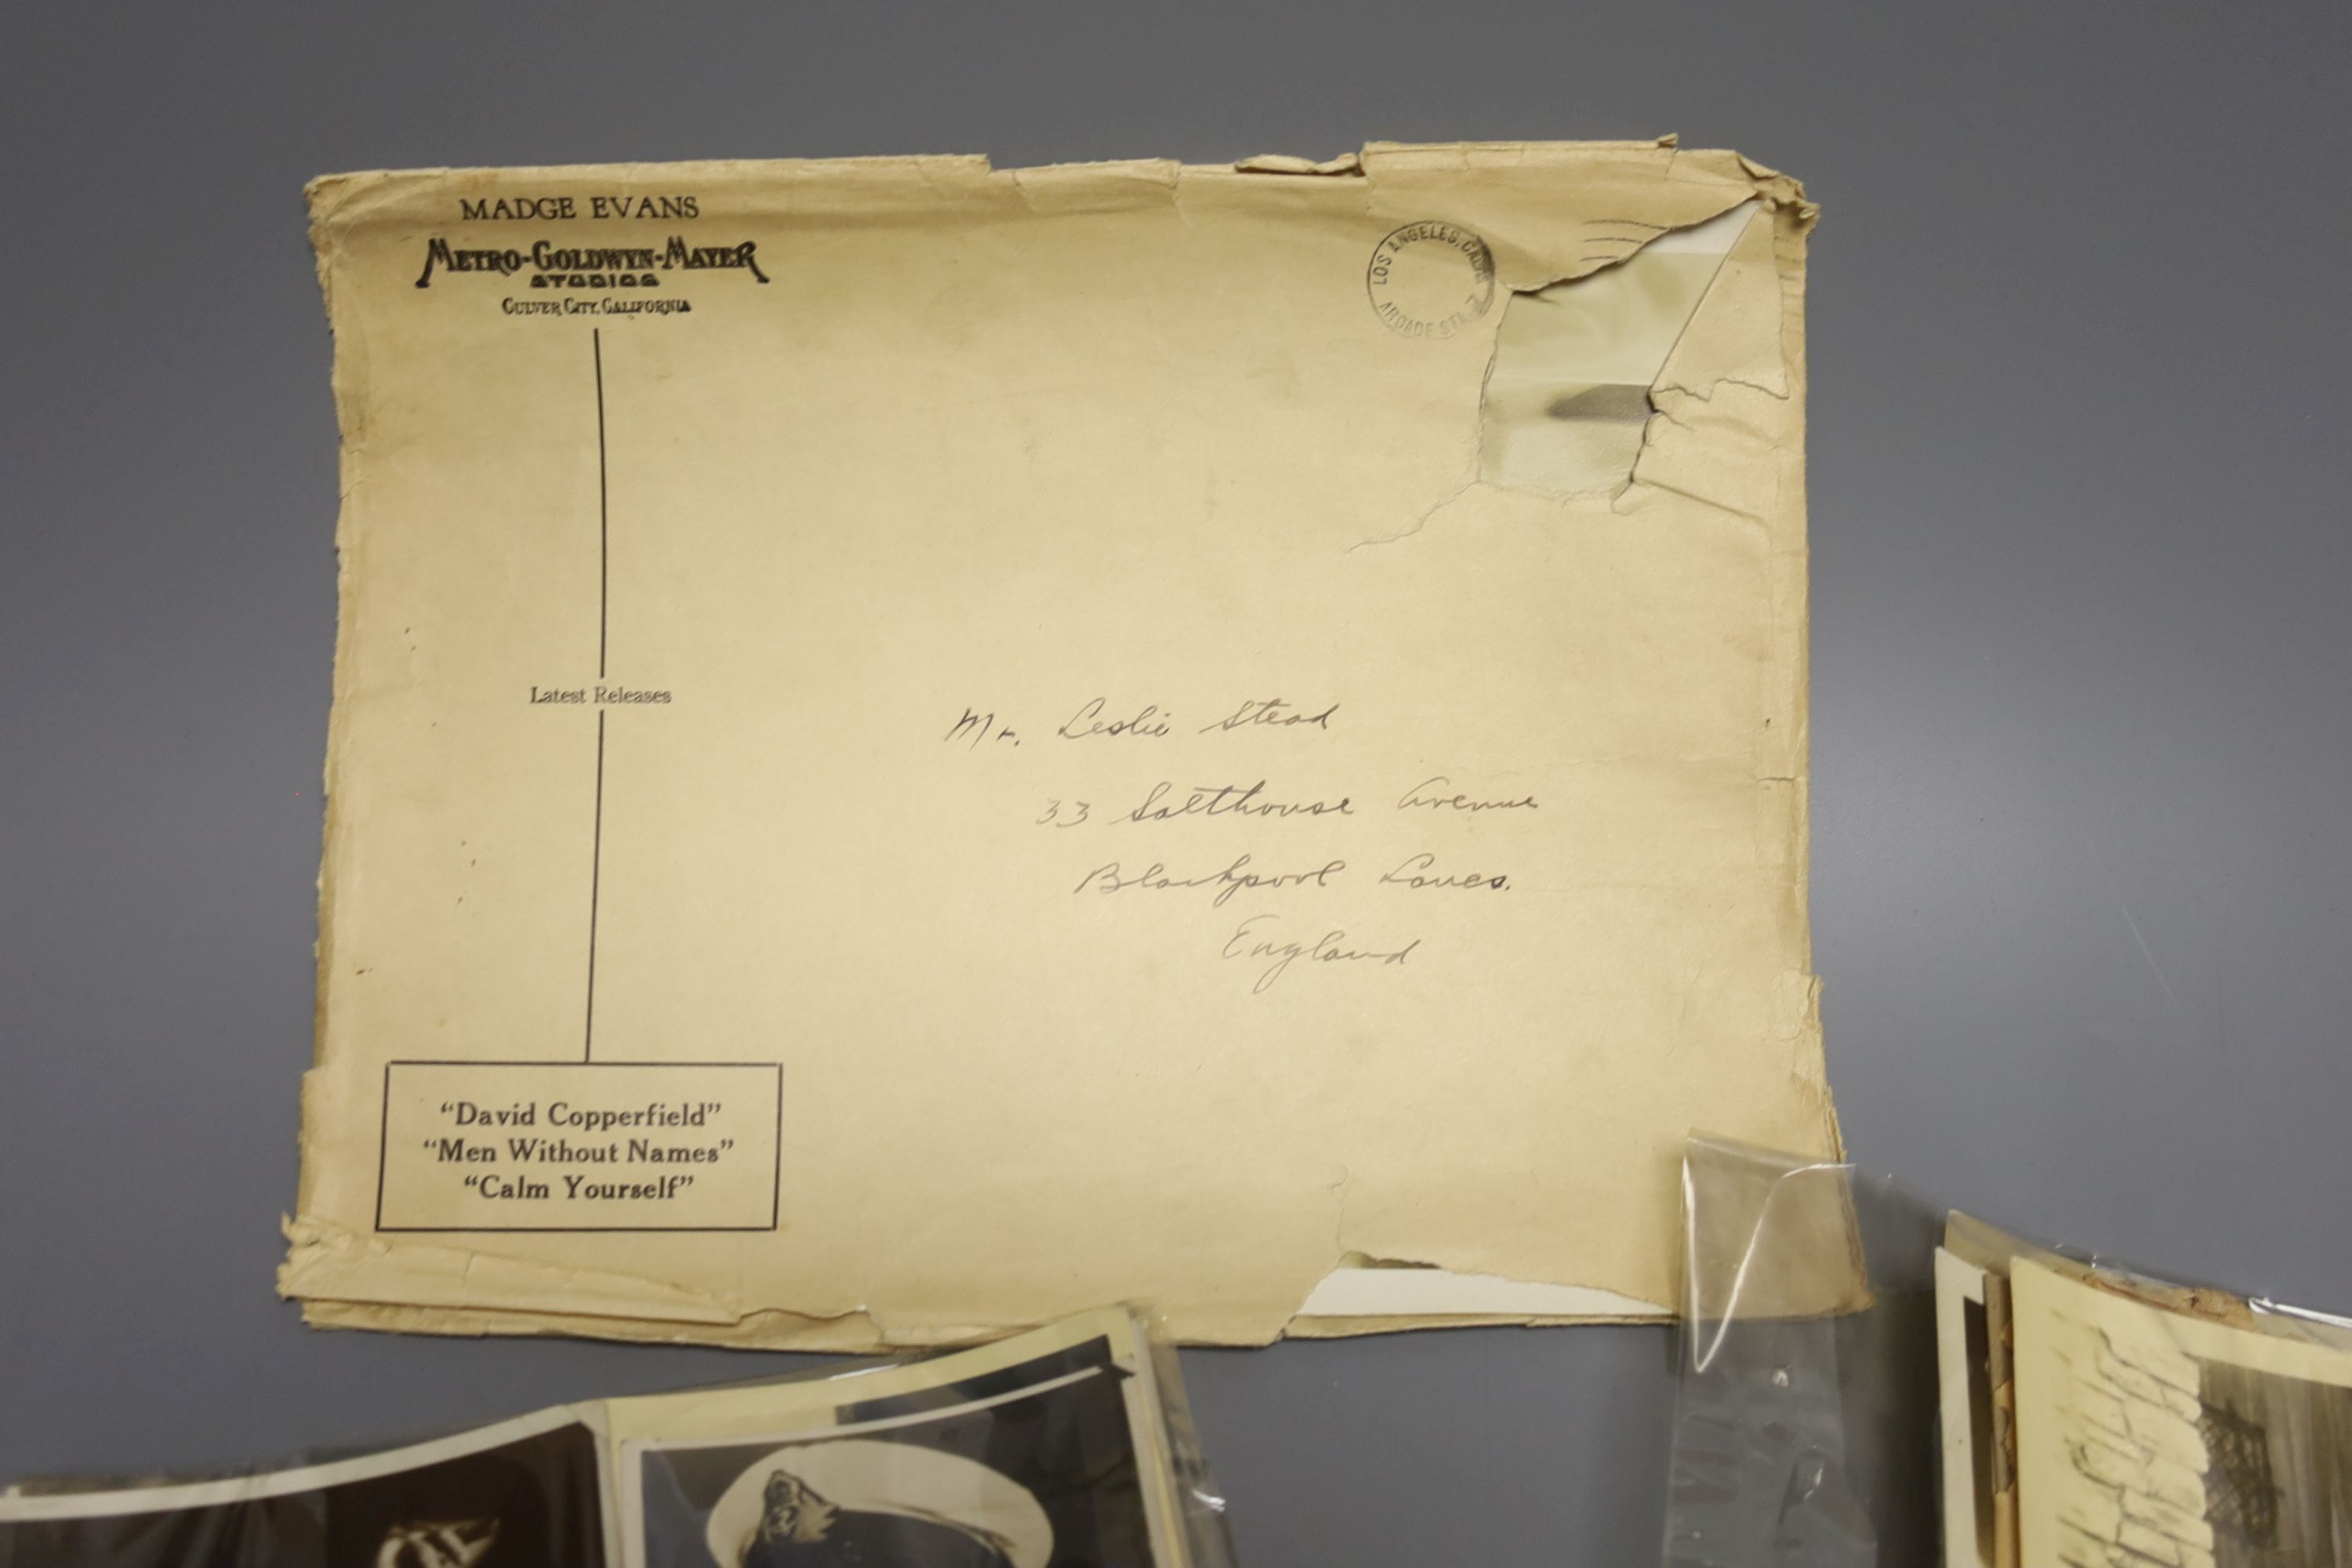 MADGE EVANS
METRO-GOLDWYN-MAYER
STUDIOS
CULVER CITY, CALIFORNIA
LOS ANGELES, CALIF.
ARCADE STA.
Latest Releases
Mr. Leslie Stead
33 Salthouse Avenue
Blackpool Lancs.
England
“David Copperfield”
“Men Without Names”
“Calm Yourself”